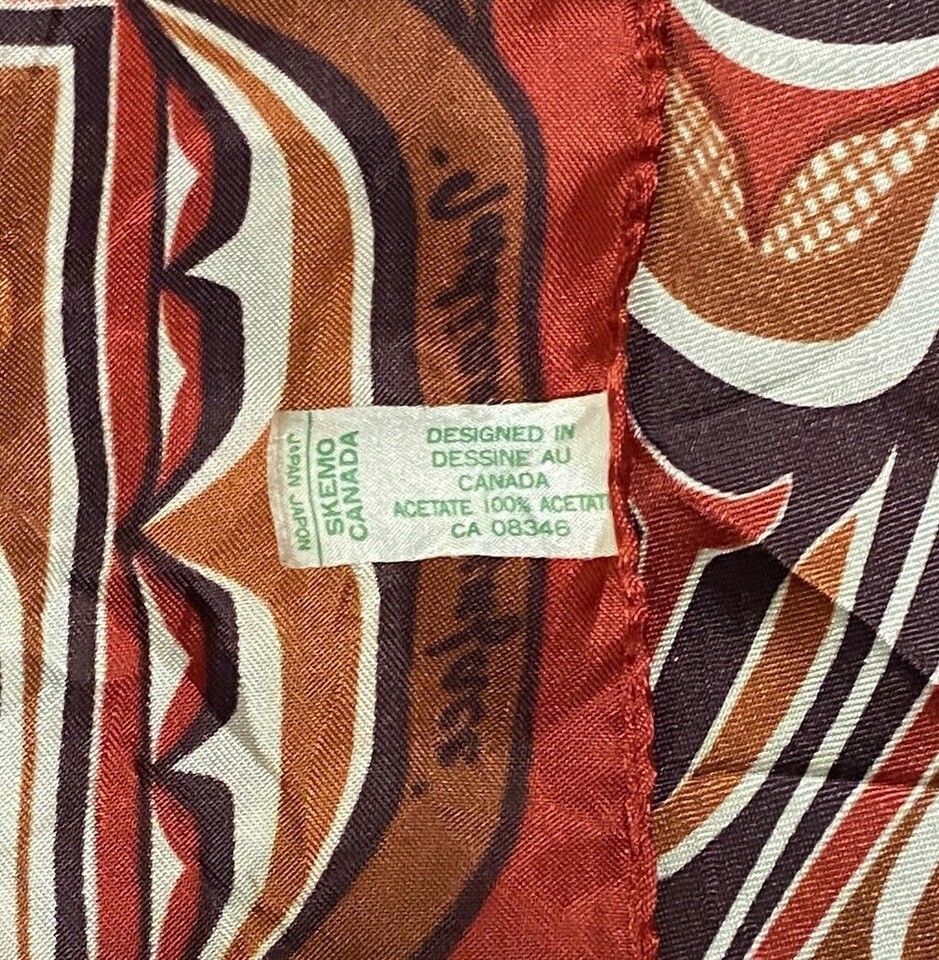 JAPAN JAPON
SKEMO
CANADA
DESIGNED IN
DESSINE AU
CANADA
ACETATE 100% ACETAT
CA 08346